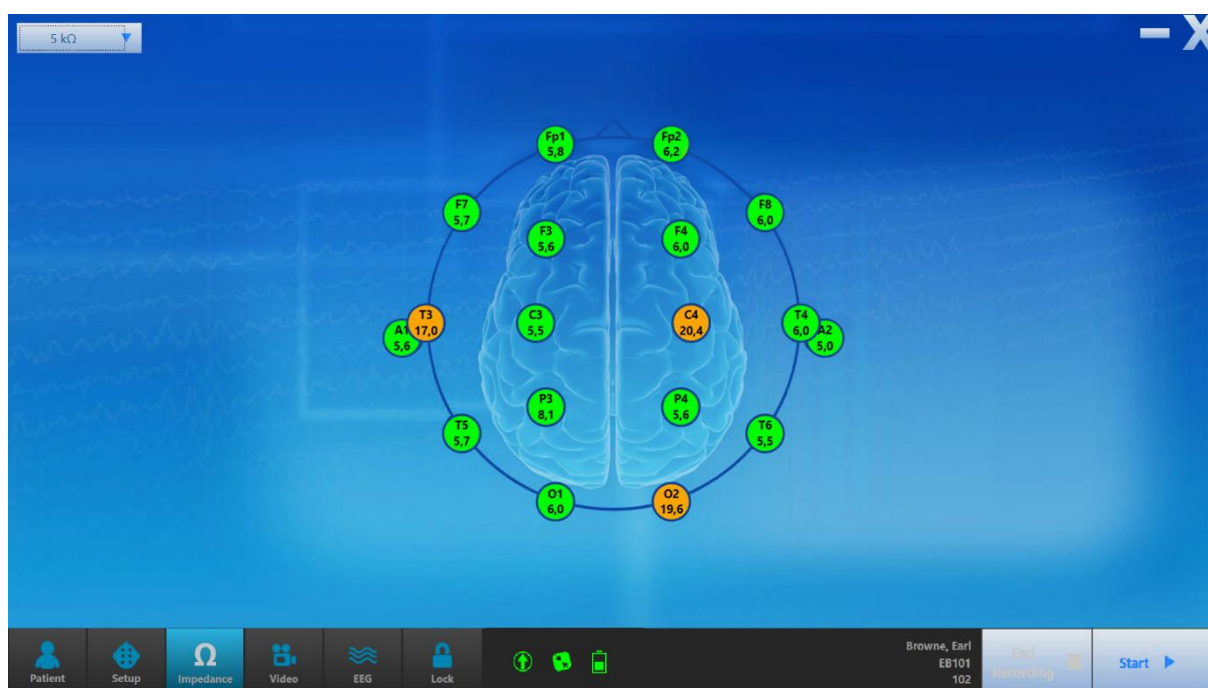 5 kΩ
Fp1
5,8
Fp2
6,2
F7
5,7
F8
6,0
F3
5,6
F4
6,0
T3
17,0
C3
5,5
C4
20,4
T4
6,0
A1
5,6
A2
5,0
P3
8,1
P4
5,6
T5
5,7
T6
5,5
O1
6,0
O2
19,6
Patient
Setup
Ω
Impedance
Video
EEG
Lock
Browne, Earl
EB101
102
End
Recording
Start